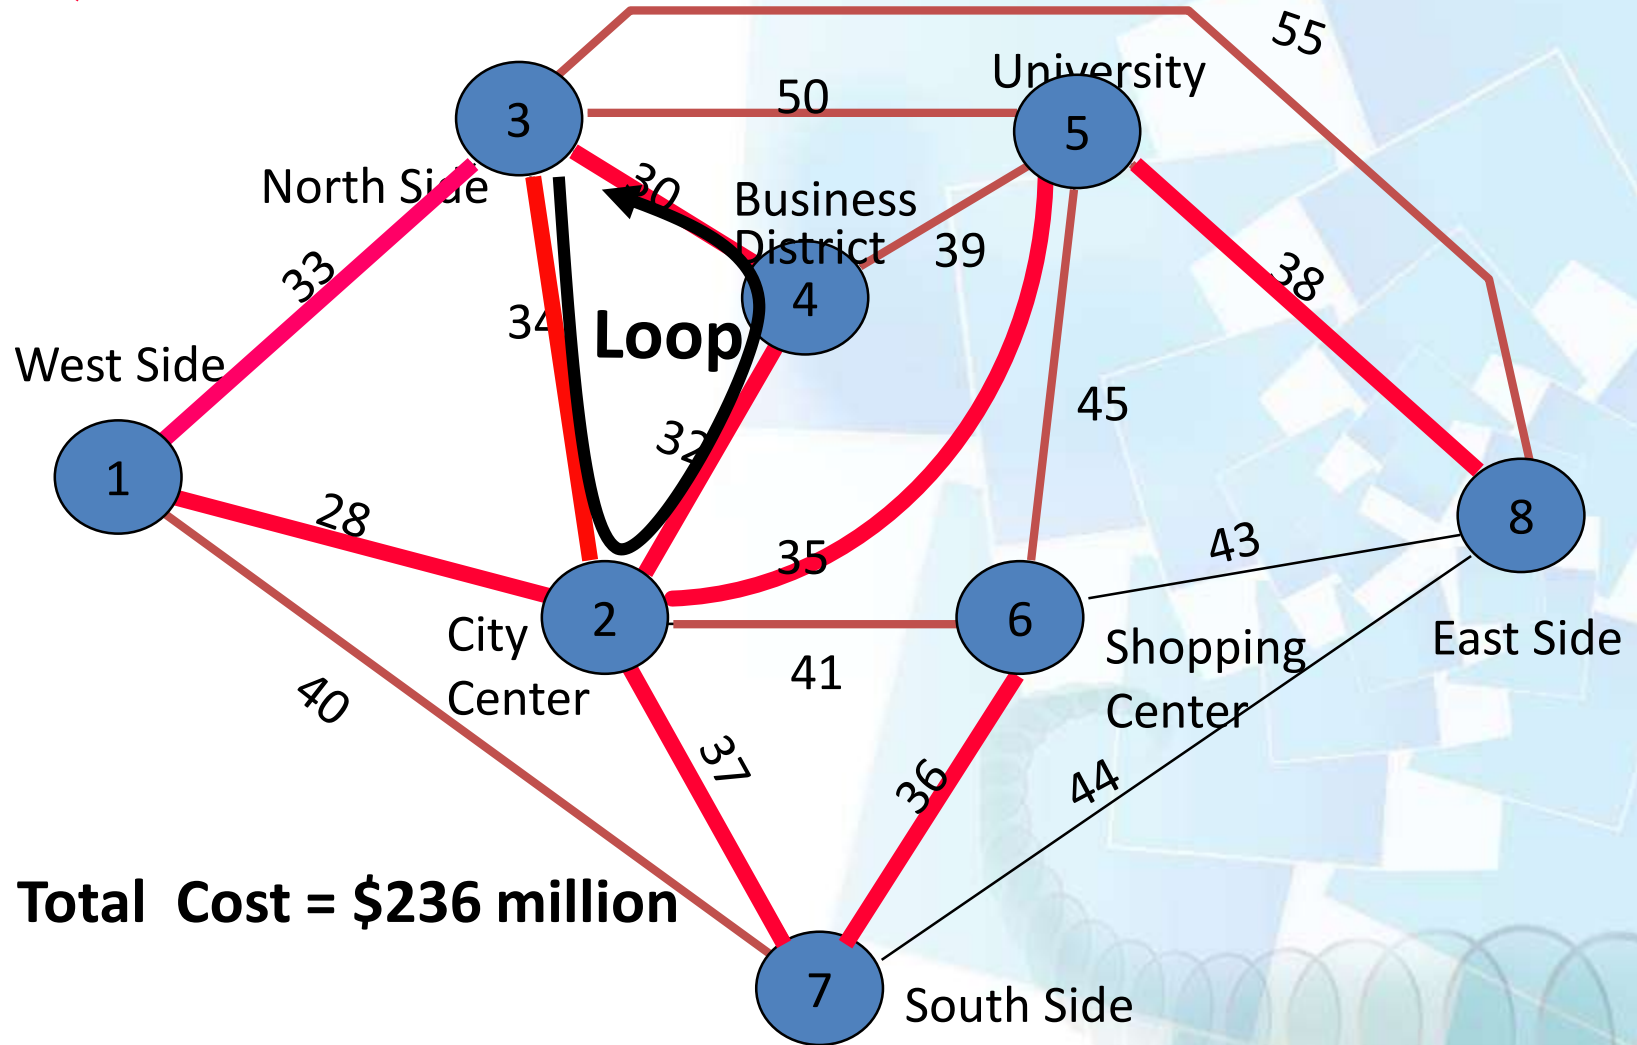 55
University
50
3
5
30
North Side
Business
District
39
33
38
4
34
Loop
West Side
45
32
1
28
8
43
35
2
6
City
Center
Shopping
Center
East Side
41
40
37
36
44
Total Cost = $236 million
7
South Side